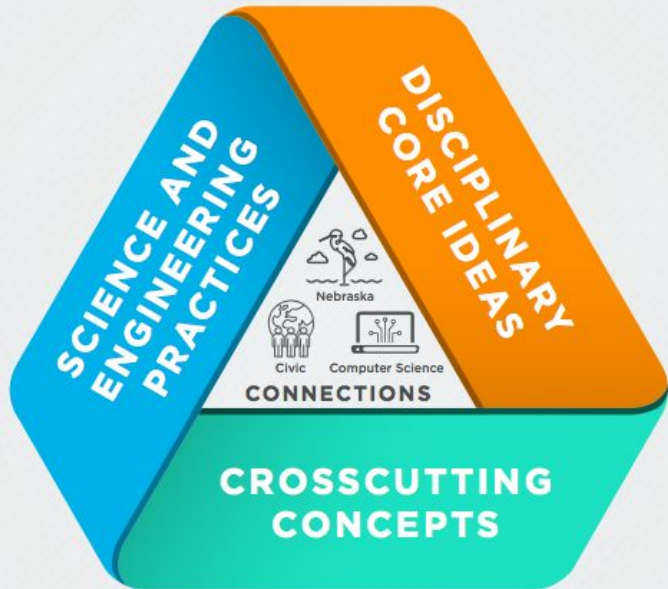 SCIENCE AND
ENGINEERING
PRACTICES
DISCIPLINARY
CORE IDEAS
Nebraska
Civic
Computer Science
CONNECTIONS
CROSSCUTTING
CONCEPTS